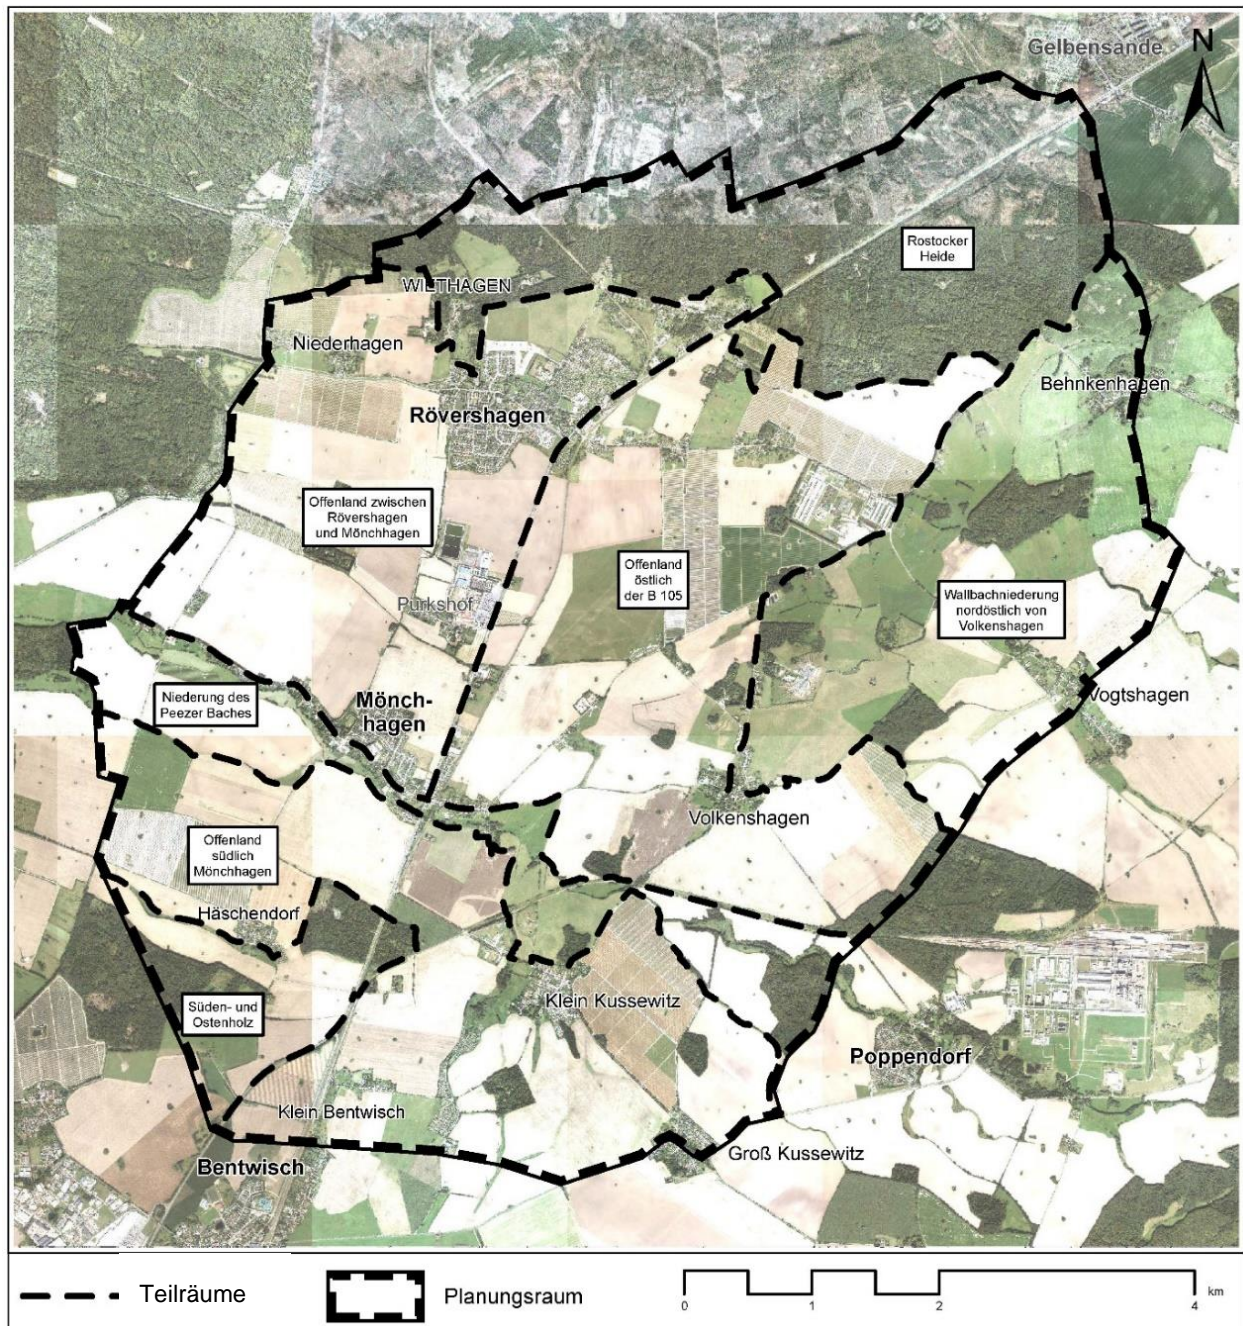 Gelbensande
N
Rostocker
Heide
WIETHAGEN
Niederhagen
Behnkenhagen
Rövershagen
Offenland zwischen
Rövershagen
und Mönchhagen
Offenland
östlich
der B 105
Wallbachniederung
nordöstlich von
Volkenshagen
Purkshof
Niederung des
Peezer Baches
Mönch-
hagen
Vogtshagen
Volkenshagen
Offenland
südlich
Mönchhagen
Häschendorf
Süden- und
Ostenholz
Klein Kussewitz
Poppendorf
Klein Bentwisch
Groß Kussewitz
Bentwisch
Teilräume
Planungsraum
km
0 1 2 4